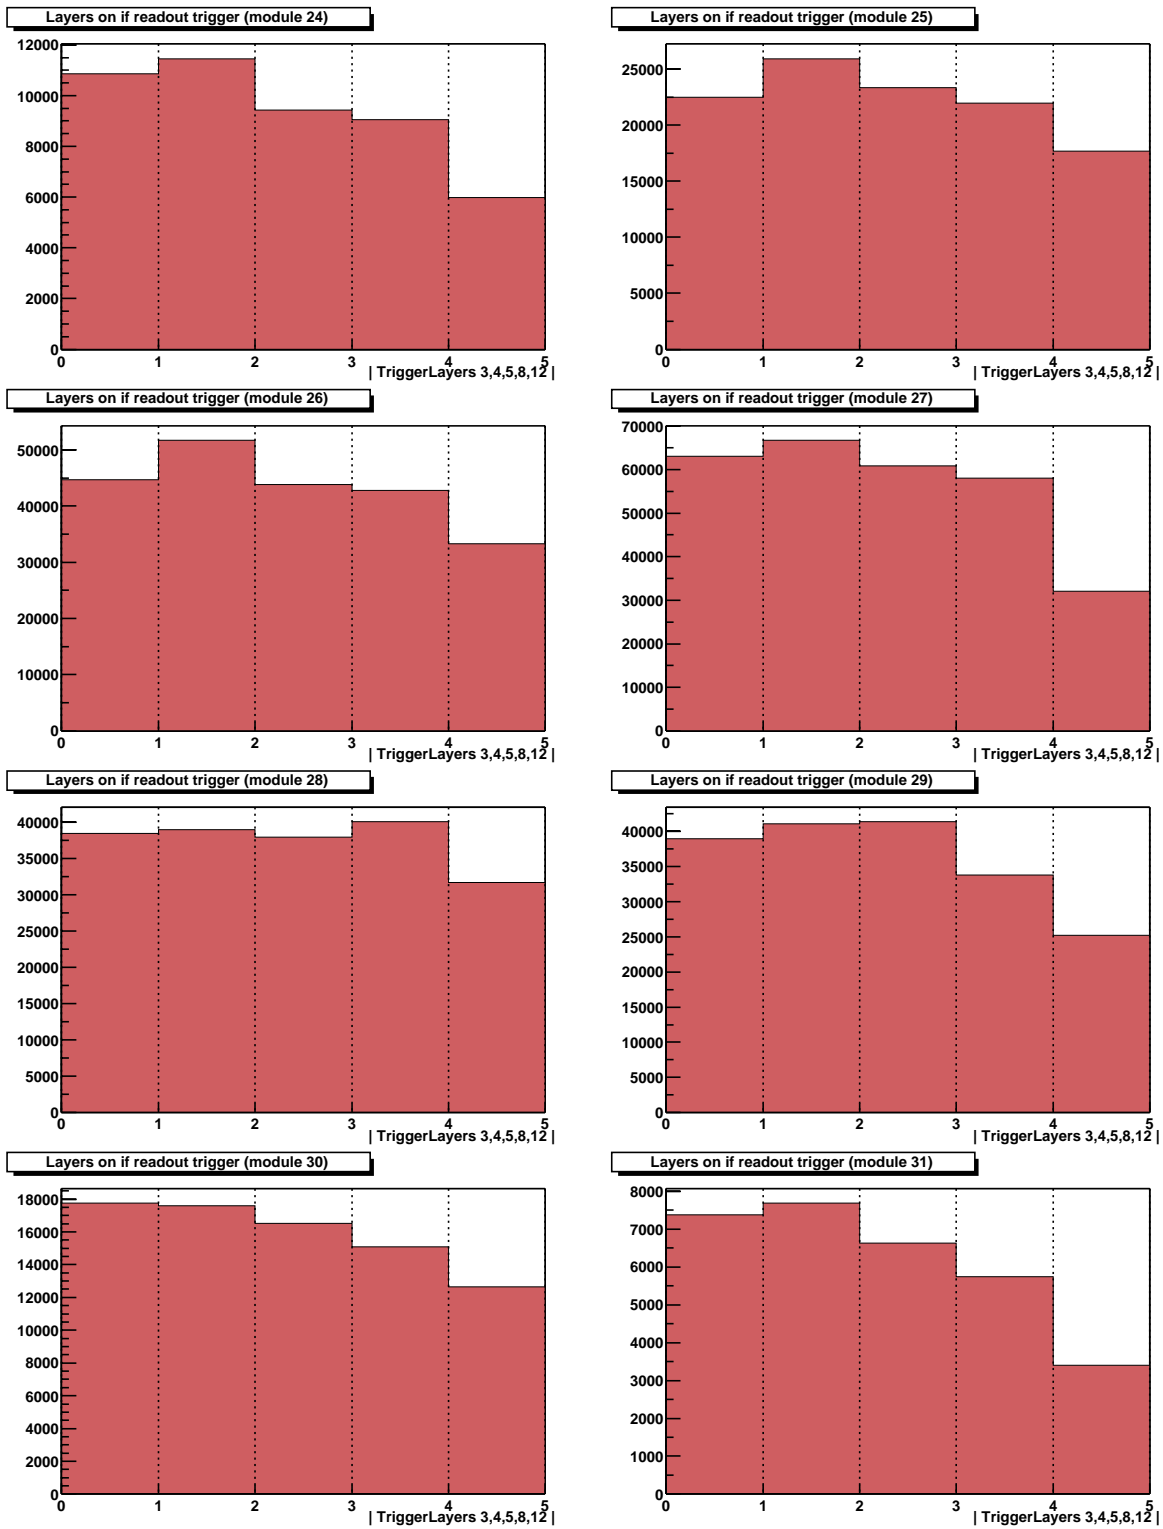 Layers on if readout trigger (module 24)
12000
10000
8000
6000
4000
2000
0
0 1 2 3 4 5
| TriggerLayers 3,4,5,8,12 |
Layers on if readout trigger (module 25)
25000
20000
15000
10000
5000
0
0 1 2 3 4 5
| TriggerLayers 3,4,5,8,12 |
Layers on if readout trigger (module 26)
50000
40000
30000
20000
10000
0
0 1 2 3 4 5
| TriggerLayers 3,4,5,8,12 |
Layers on if readout trigger (module 27)
70000
60000
50000
40000
30000
20000
10000
0
0 1 2 3 4 5
| TriggerLayers 3,4,5,8,12 |
Layers on if readout trigger (module 28)
40000
35000
30000
25000
20000
15000
10000
5000
0
0 1 2 3 4 5
| TriggerLayers 3,4,5,8,12 |
Layers on if readout trigger (module 29)
40000
35000
30000
25000
20000
15000
10000
5000
0
0 1 2 3 4 5
| TriggerLayers 3,4,5,8,12 |
Layers on if readout trigger (module 30)
18000
16000
14000
12000
10000
8000
6000
4000
2000
0
0 1 2 3 4 5
| TriggerLayers 3,4,5,8,12 |
Layers on if readout trigger (module 31)
8000
7000
6000
5000
4000
3000
2000
1000
0
0 1 2 3 4 5
| TriggerLayers 3,4,5,8,12 |